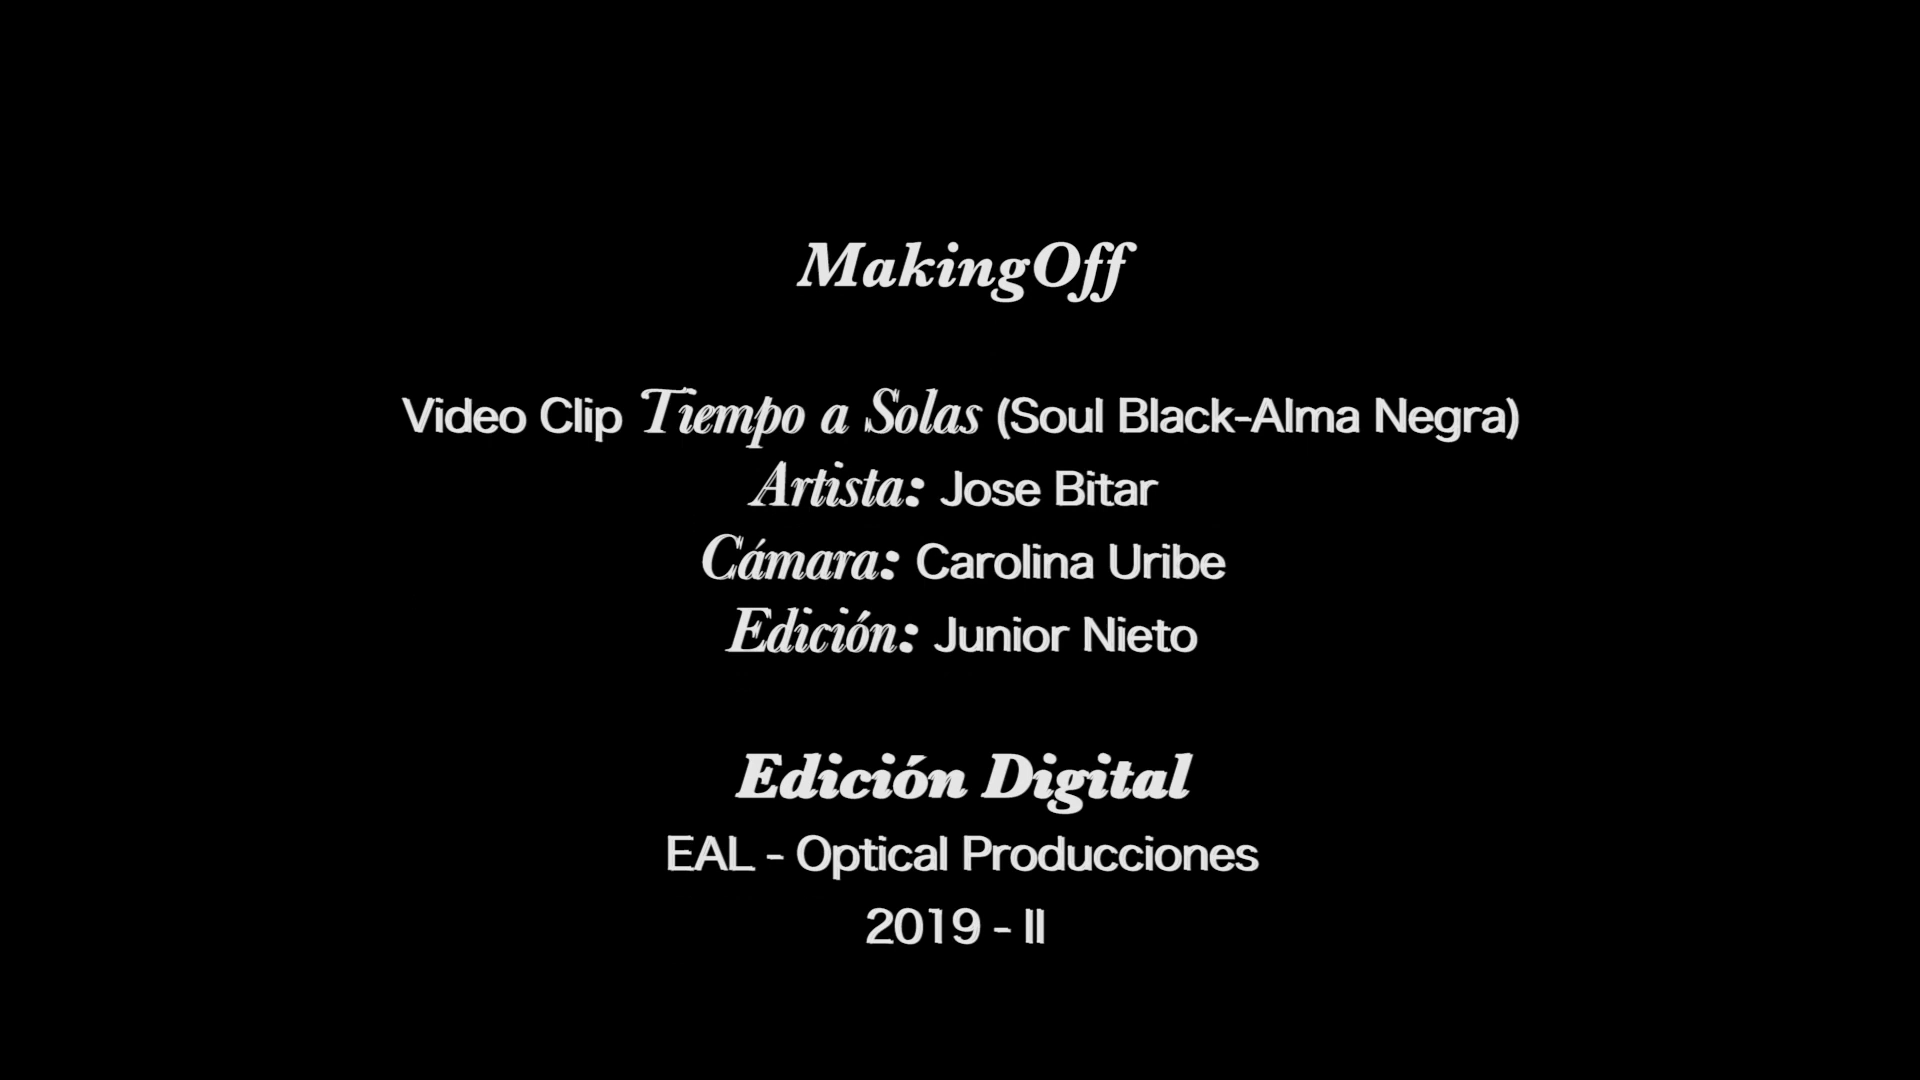 MakingOff
Video Clip Tiempo a Solas (Soul Black-Alma Negra)
Artista: Jose Bitar
Cámara: Carolina Uribe
Edición: Junior Nieto
Edición Digital
EAL - Optical Producciones
2019 - II